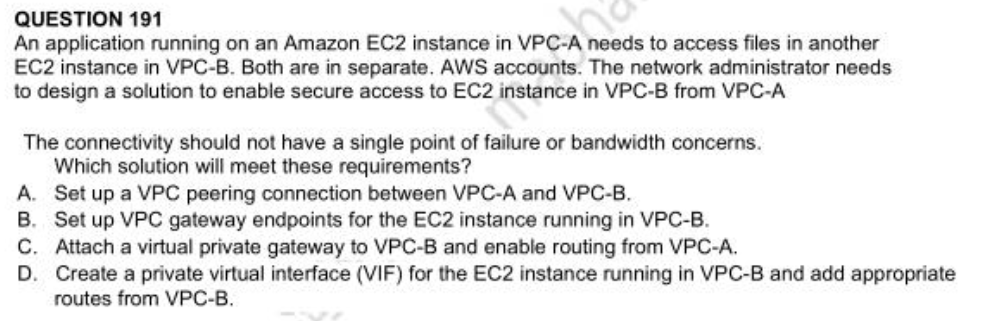 QUESTION 191
An application running on an Amazon EC2 instance in VPC-A needs to access files in another
EC2 instance in VPC-B. Both are in separate. AWS accounts. The network administrator needs
to design a solution to enable secure access to EC2 instance in VPC-B from VPC-A
The connectivity should not have a single point of failure or bandwidth concerns.
Which solution will meet these requirements?
A. Set up a VPC peering connection between VPC-A and VPC-B.
B. Set up VPC gateway endpoints for the EC2 instance running in VPC-B.
C. Attach a virtual private gateway to VPC-B and enable routing from VPC-A.
D. Create a private virtual interface (VIF) for the EC2 instance running in VPC-B and add appropriate
routes from VPC-B.